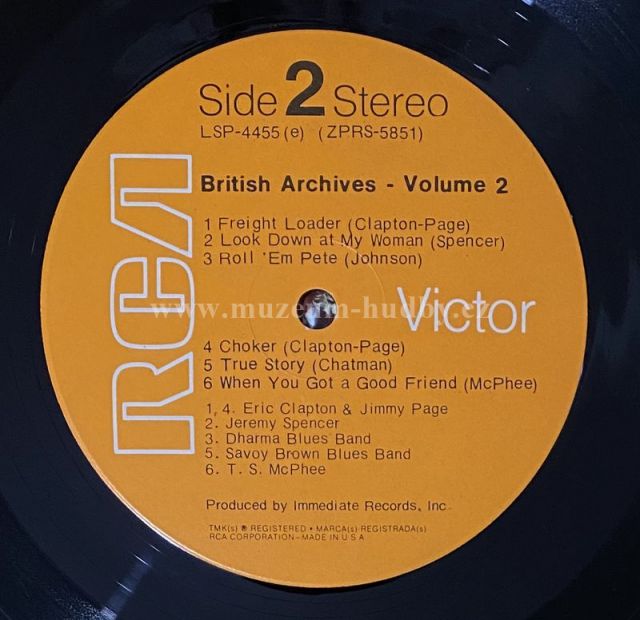 Side 2 Stereo
LSP-4455 (e) (ZPRS-5851)
RCA
British Archives - Volume 2
1 Freight Loader (Clapton-Page)
2 Look Down at My Woman (Spencer)
3 Roll 'Em Pete (Johnson)
www.muzeum-hudby.cz
Victor
4 Choker (Clapton-Page)
5 True Story (Chatman)
6 When You Got a Good Friend (McPhee)
1, 4. Eric Clapton & Jimmy Page
2. Jeremy Spencer
3. Dharma Blues Band
5. Savoy Brown Blues Band
6. T. S. McPhee
Produced by Immediate Records, Inc.
TMK(s) ® REGISTERED • MARCA(s) REGISTRADA(s)
RCA CORPORATION-MADE IN U S A